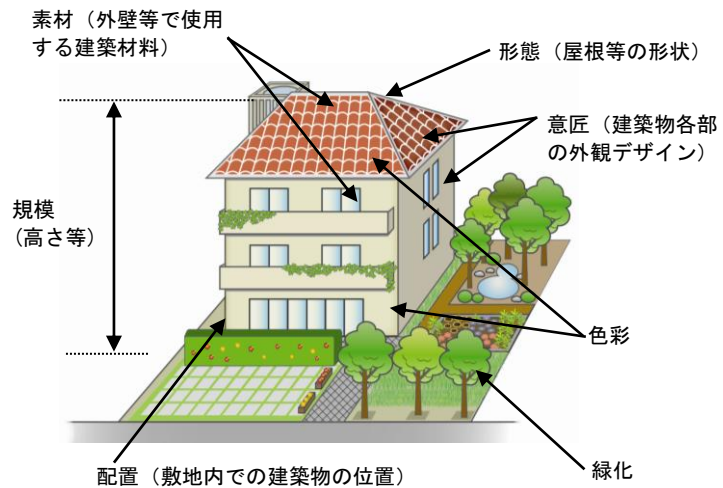 素材（外壁等で使用
する建築材料）
形態（屋根等の形状）
意匠（建築物各部
の外観デザイン）
規模
（高さ等）
色彩
配置（敷地内での建築物の位置）
緑化